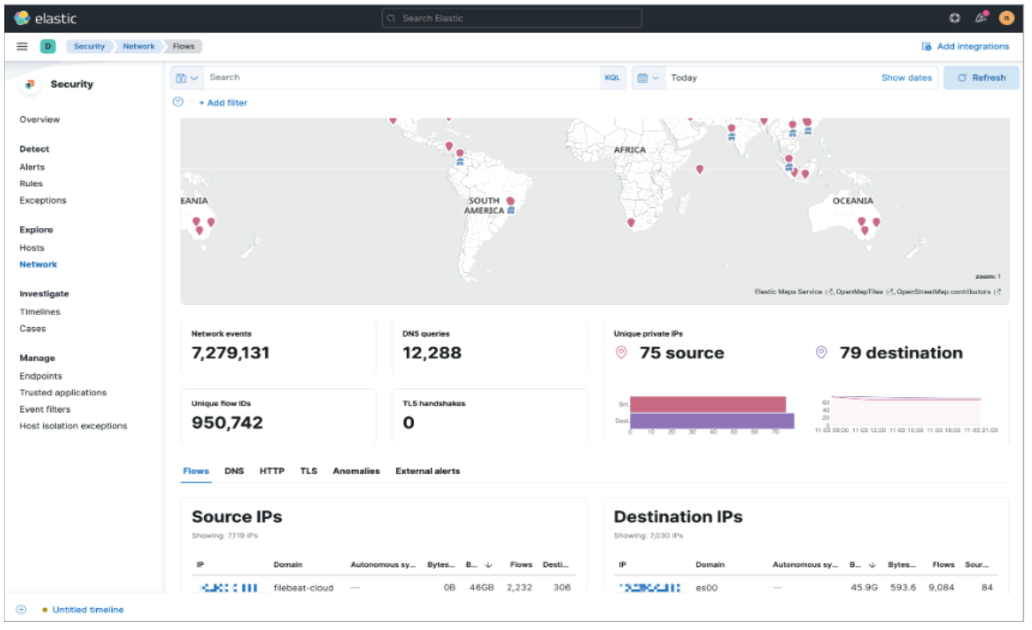 elastic
Search Elastic
D
Security
Network
Flows
Add integrations
Security
Overview
Detect
Alerts
Rules
Exceptions
Explore
Hosts
Network
Investigate
Timelines
Cases
Manage
Endpoints
Trusted applications
Event filters
Host isolation exceptions
Search
KQL
Today
Show dates
Refresh
+ Add filter
AFRICA
EANIA
SOUTH
AMERICA
OCEANIA
zoom: 1
Elastic Maps Service, OpenMapTiles, OpenStreetMap contributors
Network events
7,279,131
DNS queries
12,288
Unique flow IDs
950,742
TLS handshakes
0
Unique private IPs
75 source
79 destination
Src.
Dest.
0 10 20 30 40 50 60 70
60
40
20
0
11-03 09:00 11-03 12:00 11-03 15:00 11-03 18:00 11-03 21:00
Flows DNS HTTP TLS Anomalies External alerts
Source IPs
Showing: 7,119 IPs
IP Domain Autonomous sy... Bytes... B... Flows Desti...
filebeat-cloud — 0B 46GB 2,232 306
Destination IPs
Showing: 7,030 IPs
IP Domain Autonomous sy... B... Bytes... Flows Sour...
es00 — 45.9G 593.6 9,084 84
Untitled timeline